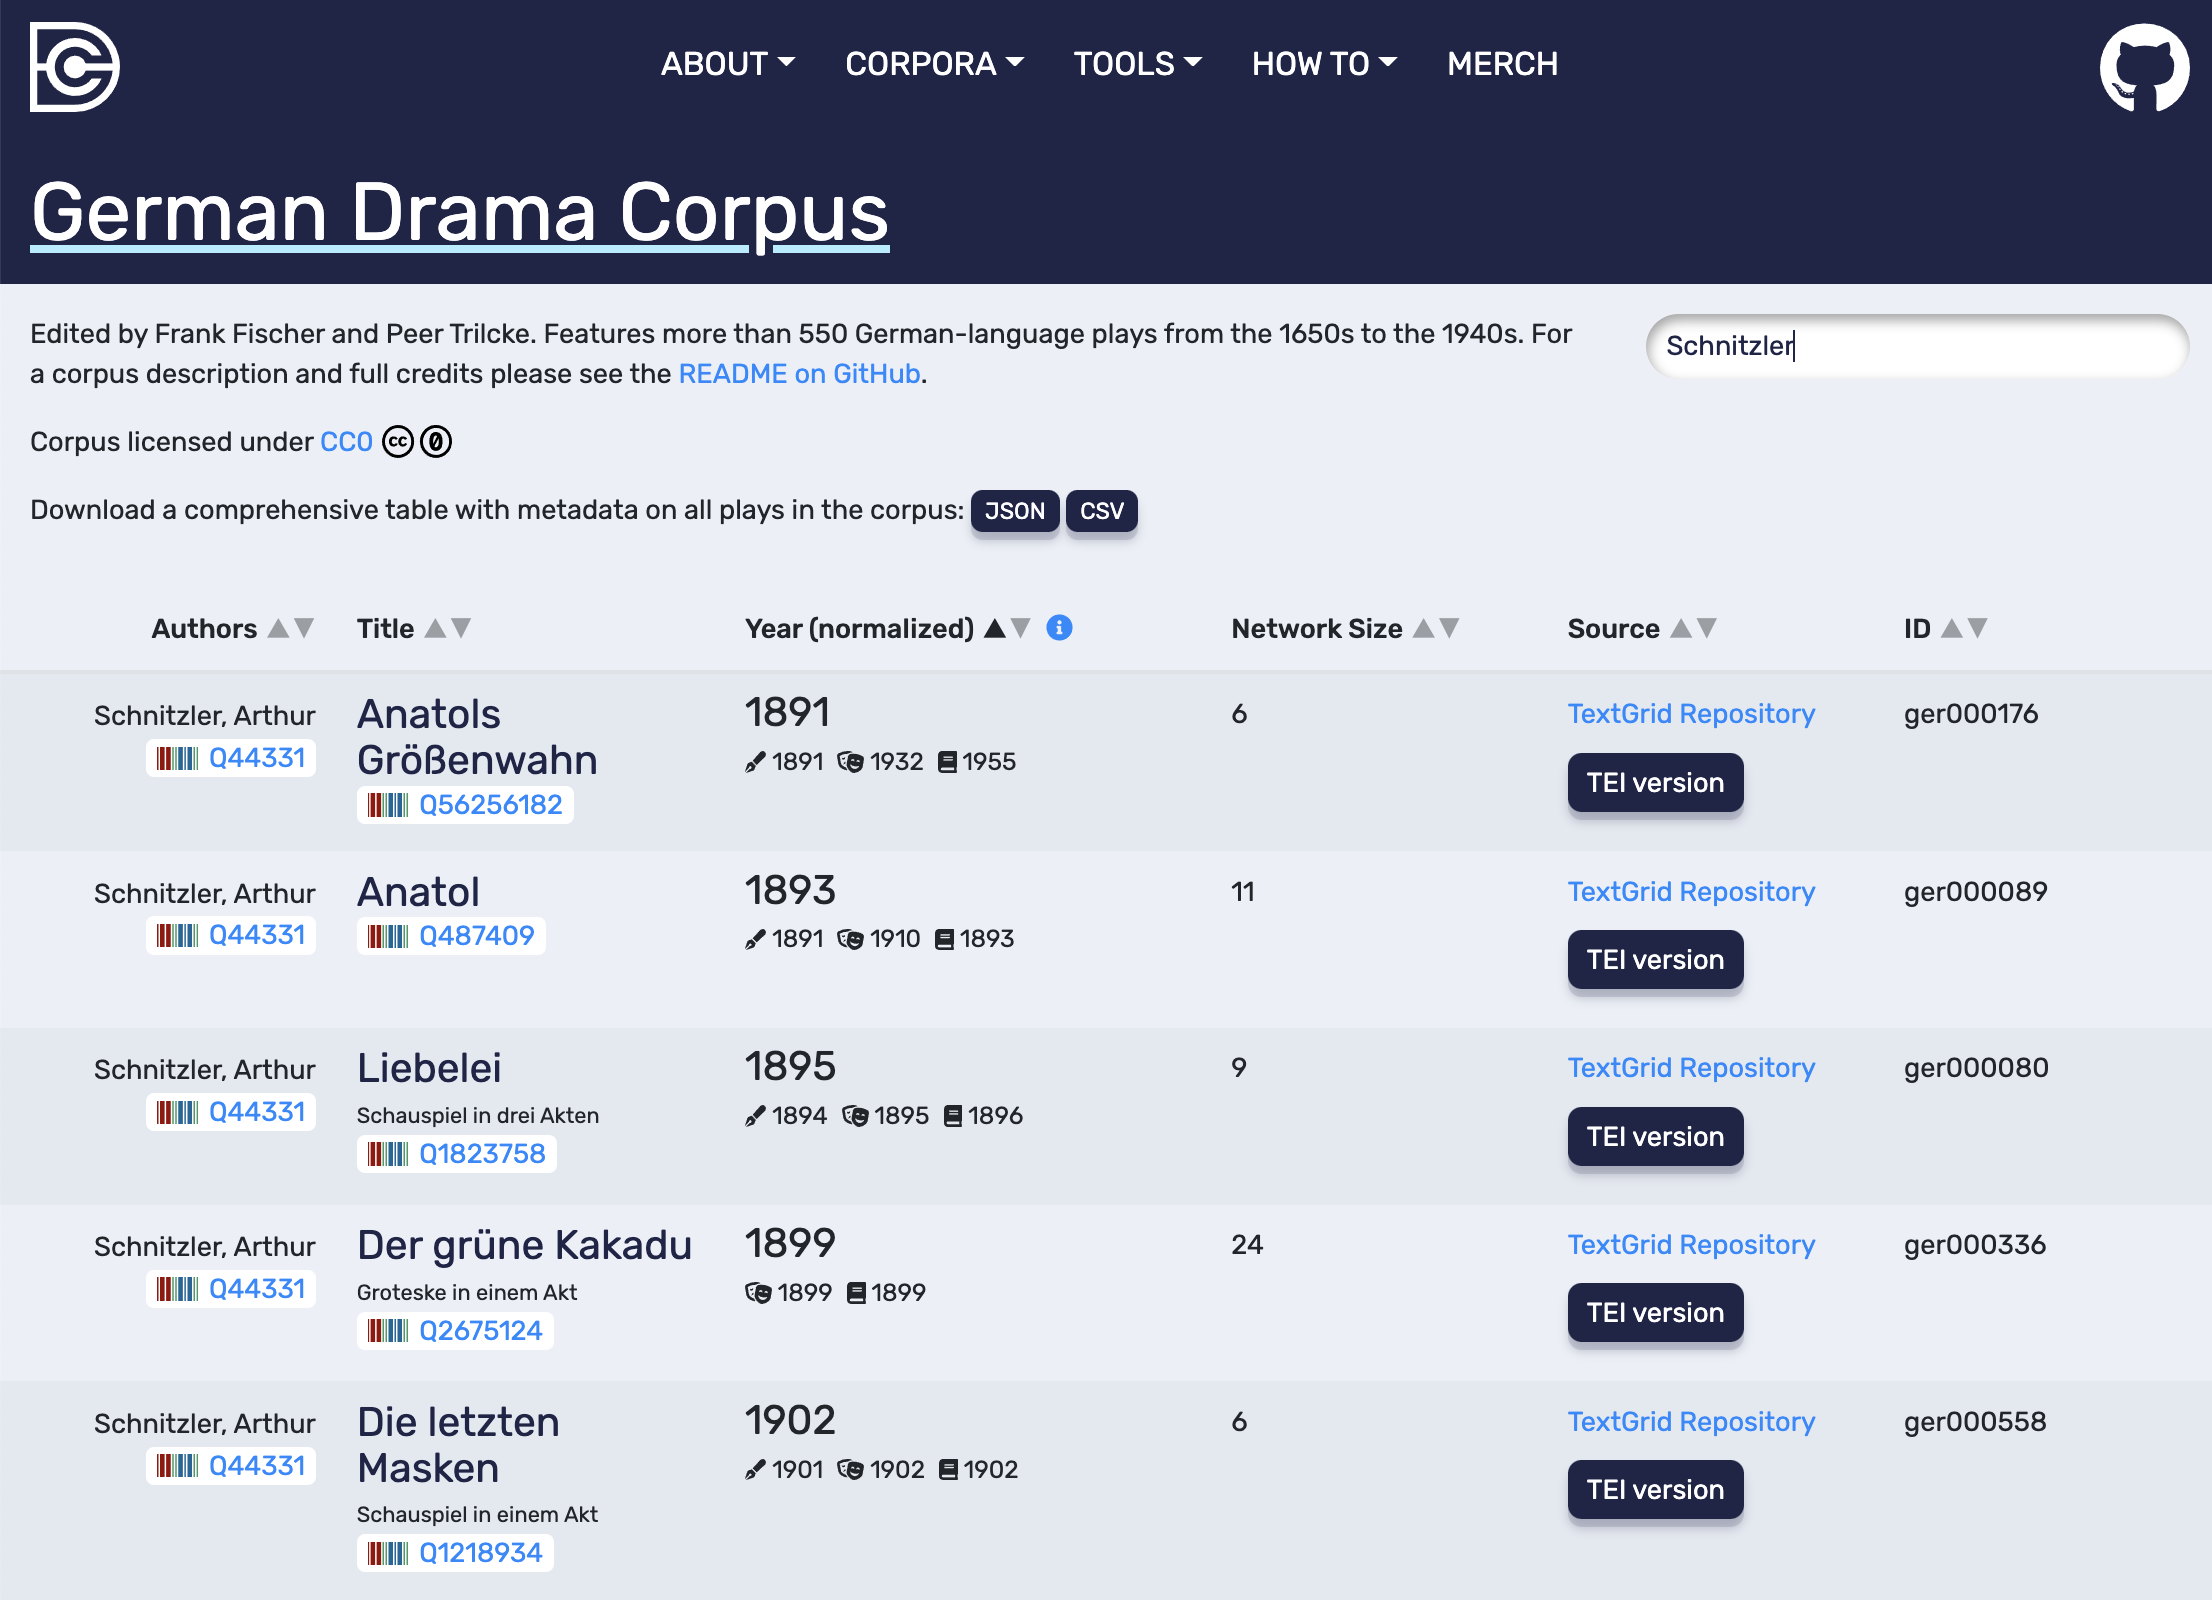 ABOUT CORPORA TOOLS HOW TO MERCH
German Drama Corpus
Edited by Frank Fischer and Peer Trilcke. Features more than 550 German-language plays from the 1650s to the 1940s. For
a corpus description and full credits please see the README on GitHub.
Schnitzler
Corpus licensed under CC0
Download a comprehensive table with metadata on all plays in the corpus: JSON CSV
Authors Title Year (normalized) Network Size Source ID
Schnitzler, Arthur
Q44331
Anatols
Größenwahn
Q56256182
1891
1891 1932 1955
6
TextGrid Repository
TEI version
ger000176
Schnitzler, Arthur
Q44331
Anatol
Q487409
1893
1891 1910 1893
11
TextGrid Repository
TEI version
ger000089
Schnitzler, Arthur
Q44331
Liebelei
Schauspiel in drei Akten
Q1823758
1895
1894 1895 1896
9
TextGrid Repository
TEI version
ger000080
Schnitzler, Arthur
Q44331
Der grüne Kakadu
Groteske in einem Akt
Q2675124
1899
1899 1899
24
TextGrid Repository
TEI version
ger000336
Schnitzler, Arthur
Q44331
Die letzten
Masken
Schauspiel in einem Akt
Q1218934
1902
1901 1902 1902
6
TextGrid Repository
TEI version
ger000558